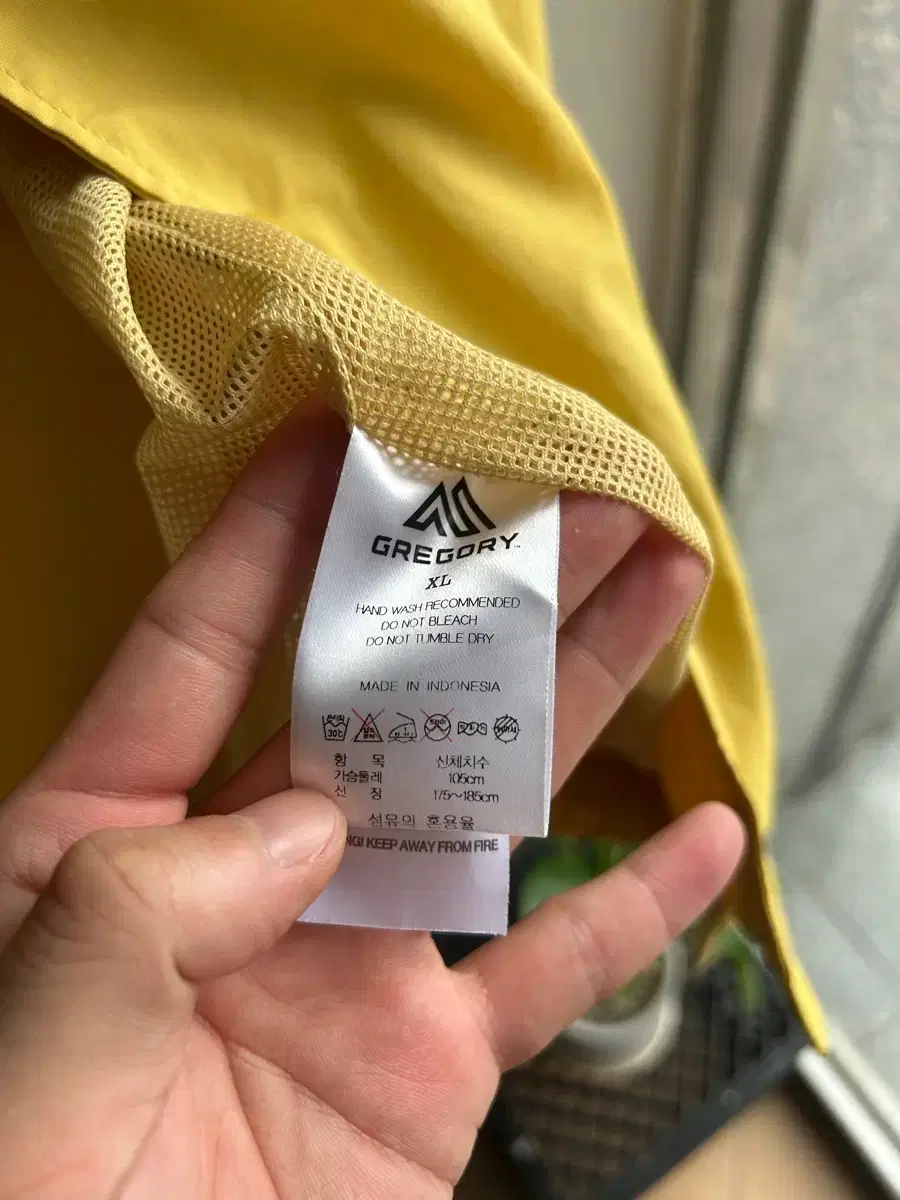 GREGORY™
XL
HAND WASH RECOMMENDED
DO NOT BLEACH
DO NOT TUMBLE DRY
MADE IN INDONESIA
30℃
항 목 신체치수
가슴둘레 105cm
신 장 175~185cm
섬유의 혼용율
KEEP AWAY FROM FIRE